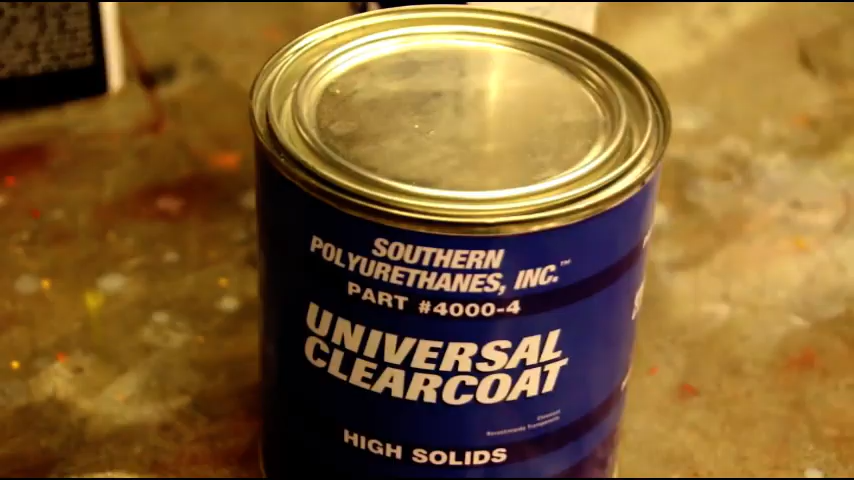 SOUTHERN
POLYURETHANES, INC.™
PART #4000-4
UNIVERSAL
CLEARCOAT
HIGH SOLIDS